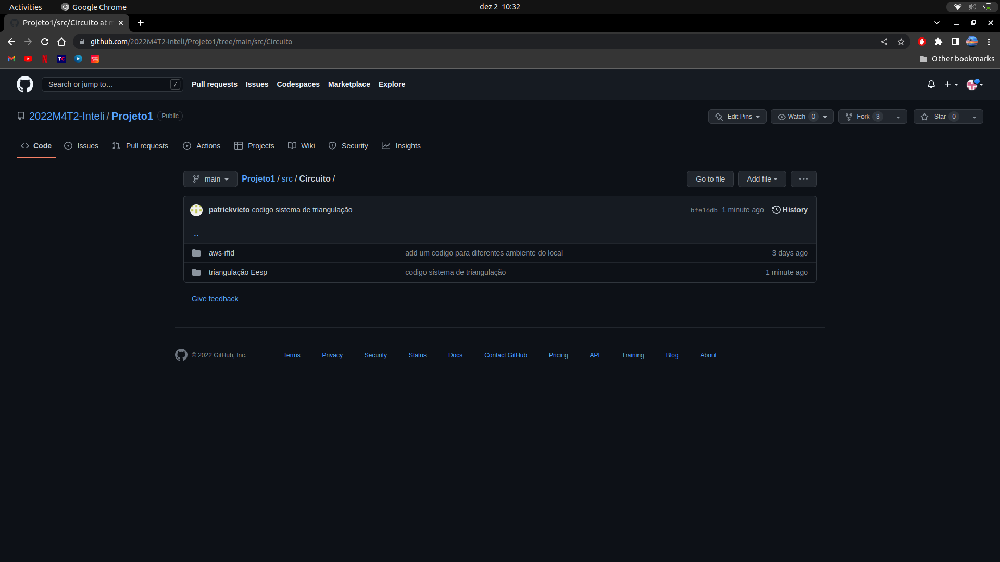 Activities Google Chrome dez 2 10:32
Projeto1/src/Circuito at m
github.com/2022M4T2-Inteli/Projeto1/tree/main/src/Circuito
TC Other bookmarks
Search or jump to… / Pull requests Issues Codespaces Marketplace Explore
2022M4T2-Inteli / Projeto1 Public Edit Pins Watch 0 Fork 3 Star 0
Code Issues Pull requests Actions Projects Wiki Security Insights
main Projeto1 / src / Circuito / Go to file Add file ...
patrickvicto codigo sistema de triangulação bfe16db 1 minute ago History
..
aws-rfid add um codigo para diferentes ambiente do local 3 days ago
triangulação Eesp codigo sistema de triangulação 1 minute ago
Give feedback
© 2022 GitHub, Inc. Terms Privacy Security Status Docs Contact GitHub Pricing API Training Blog About